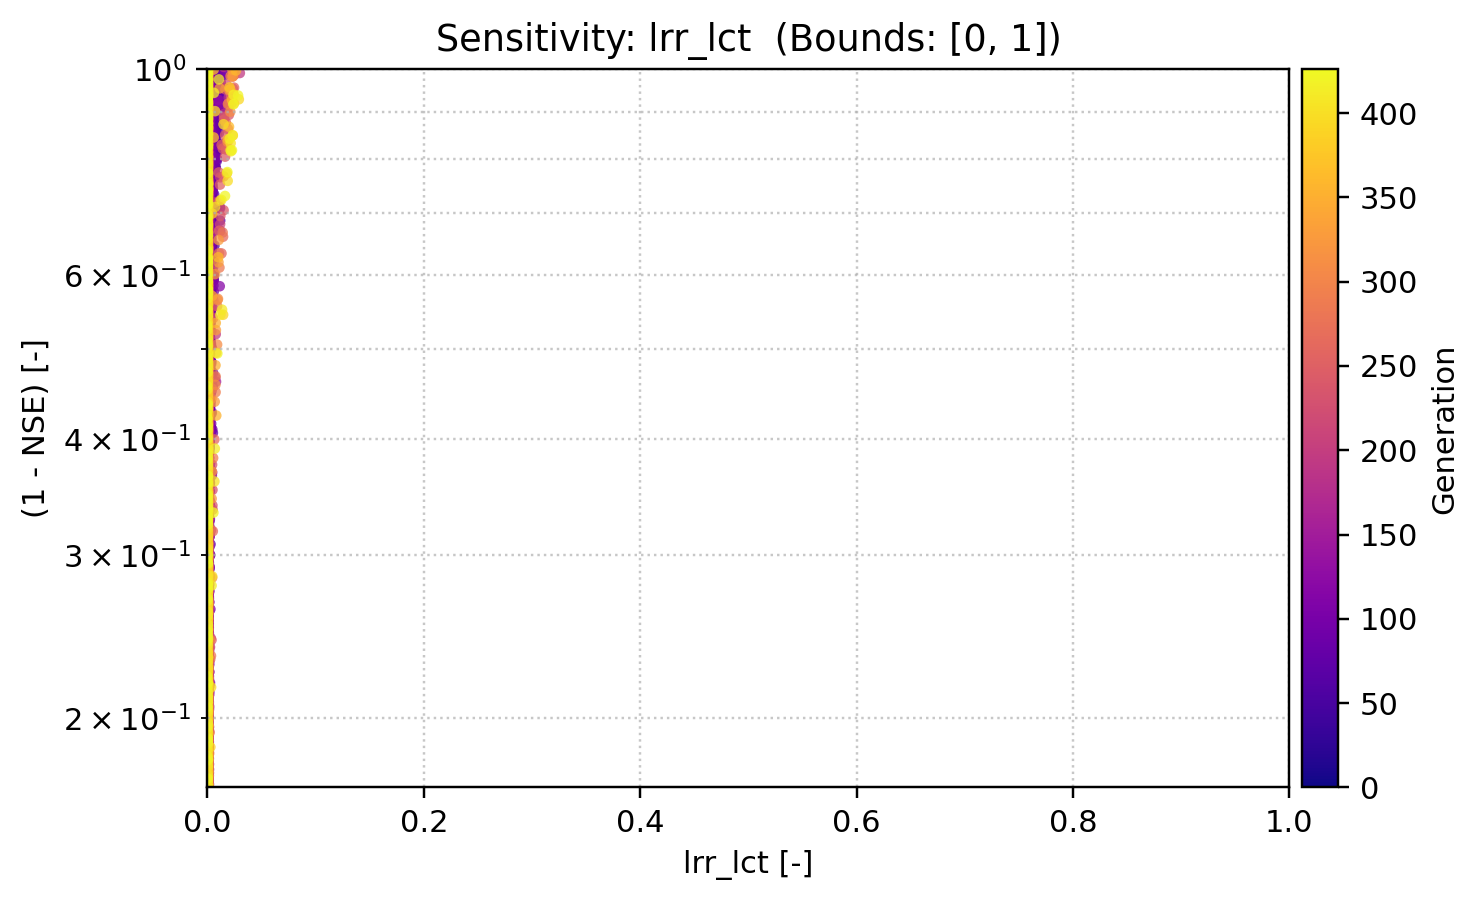 Sensitivity: lrr_lct  (Bounds: [0, 1])
10⁰
6 × 10⁻¹
4 × 10⁻¹
3 × 10⁻¹
2 × 10⁻¹
(1 - NSE) [-]
0.0 0.2 0.4 0.6 0.8 1.0
lrr_lct [-]
400
350
300
250
200
150
100
50
0
Generation